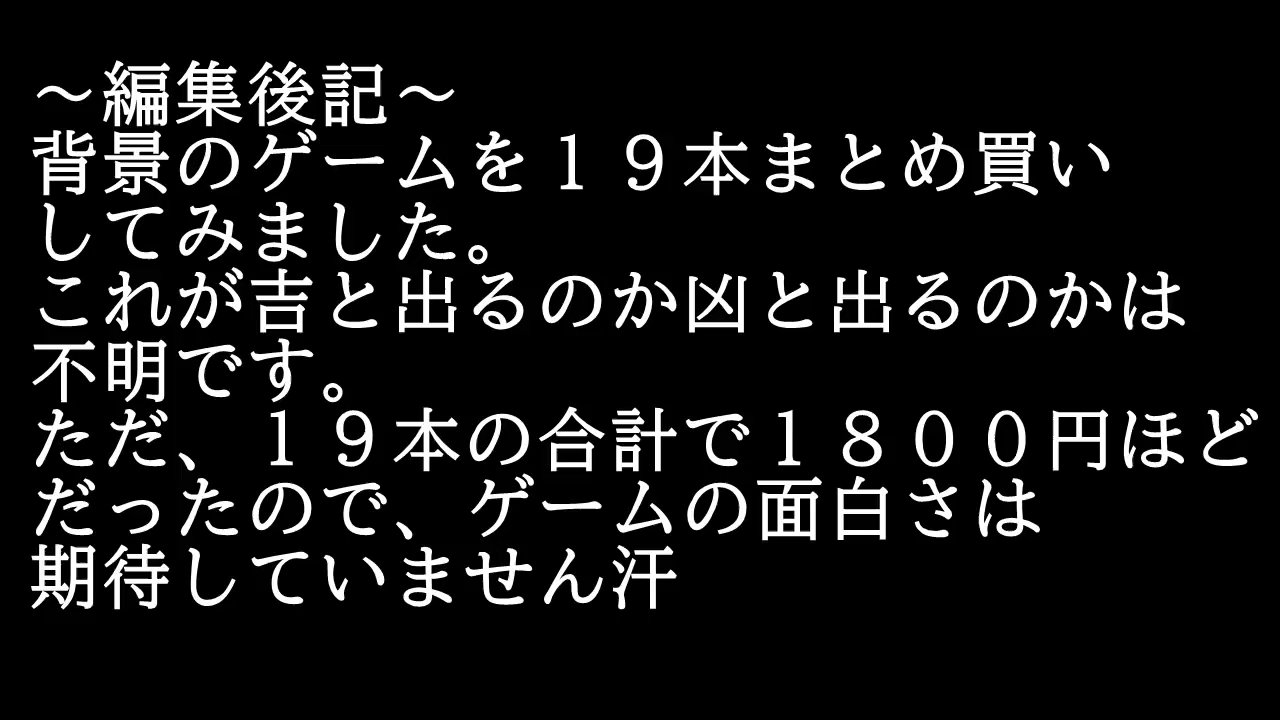 ～編集後記～
背景のゲームを１９本まとめ買い
してみました。
これが吉と出るのか凶と出るのかは
不明です。
ただ、１９本の合計で１８００円ほど
だったので、ゲームの面白さは
期待していません汗